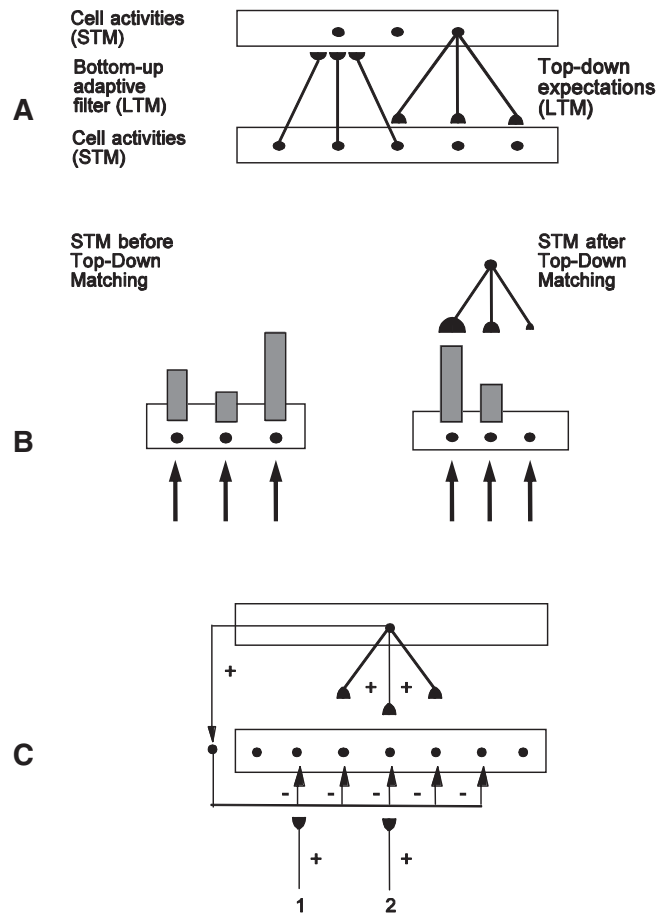 Cell activities
(STM)
Bottom-up
adaptive
filter (LTM)
Top-down
expectations
(LTM)
A
Cell activities
(STM)
STM before
Top-Down
Matching
STM after
Top-Down
Matching
B
+
+ +
C
- - - - -
+ +
1 2